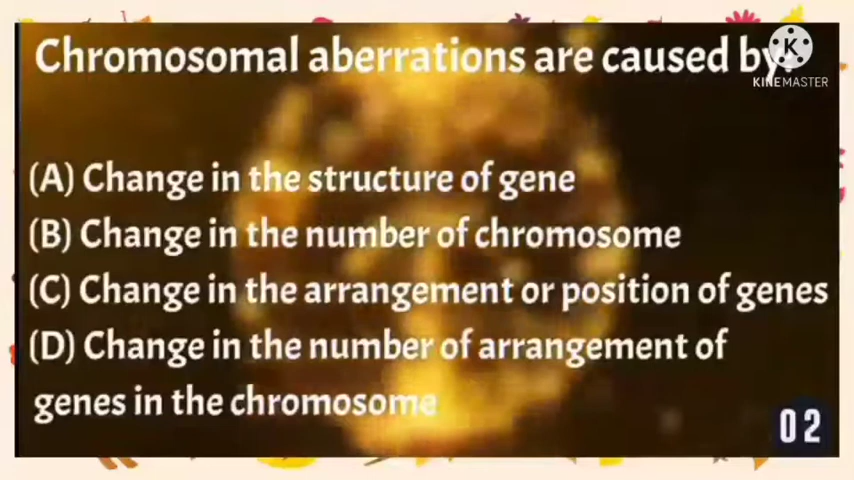 Chromosomal aberrations are caused by:
KINEMASTER
(A) Change in the structure of gene
(B) Change in the number of chromosome
(C) Change in the arrangement or position of genes
(D) Change in the number of arrangement of
genes in the chromosome
02